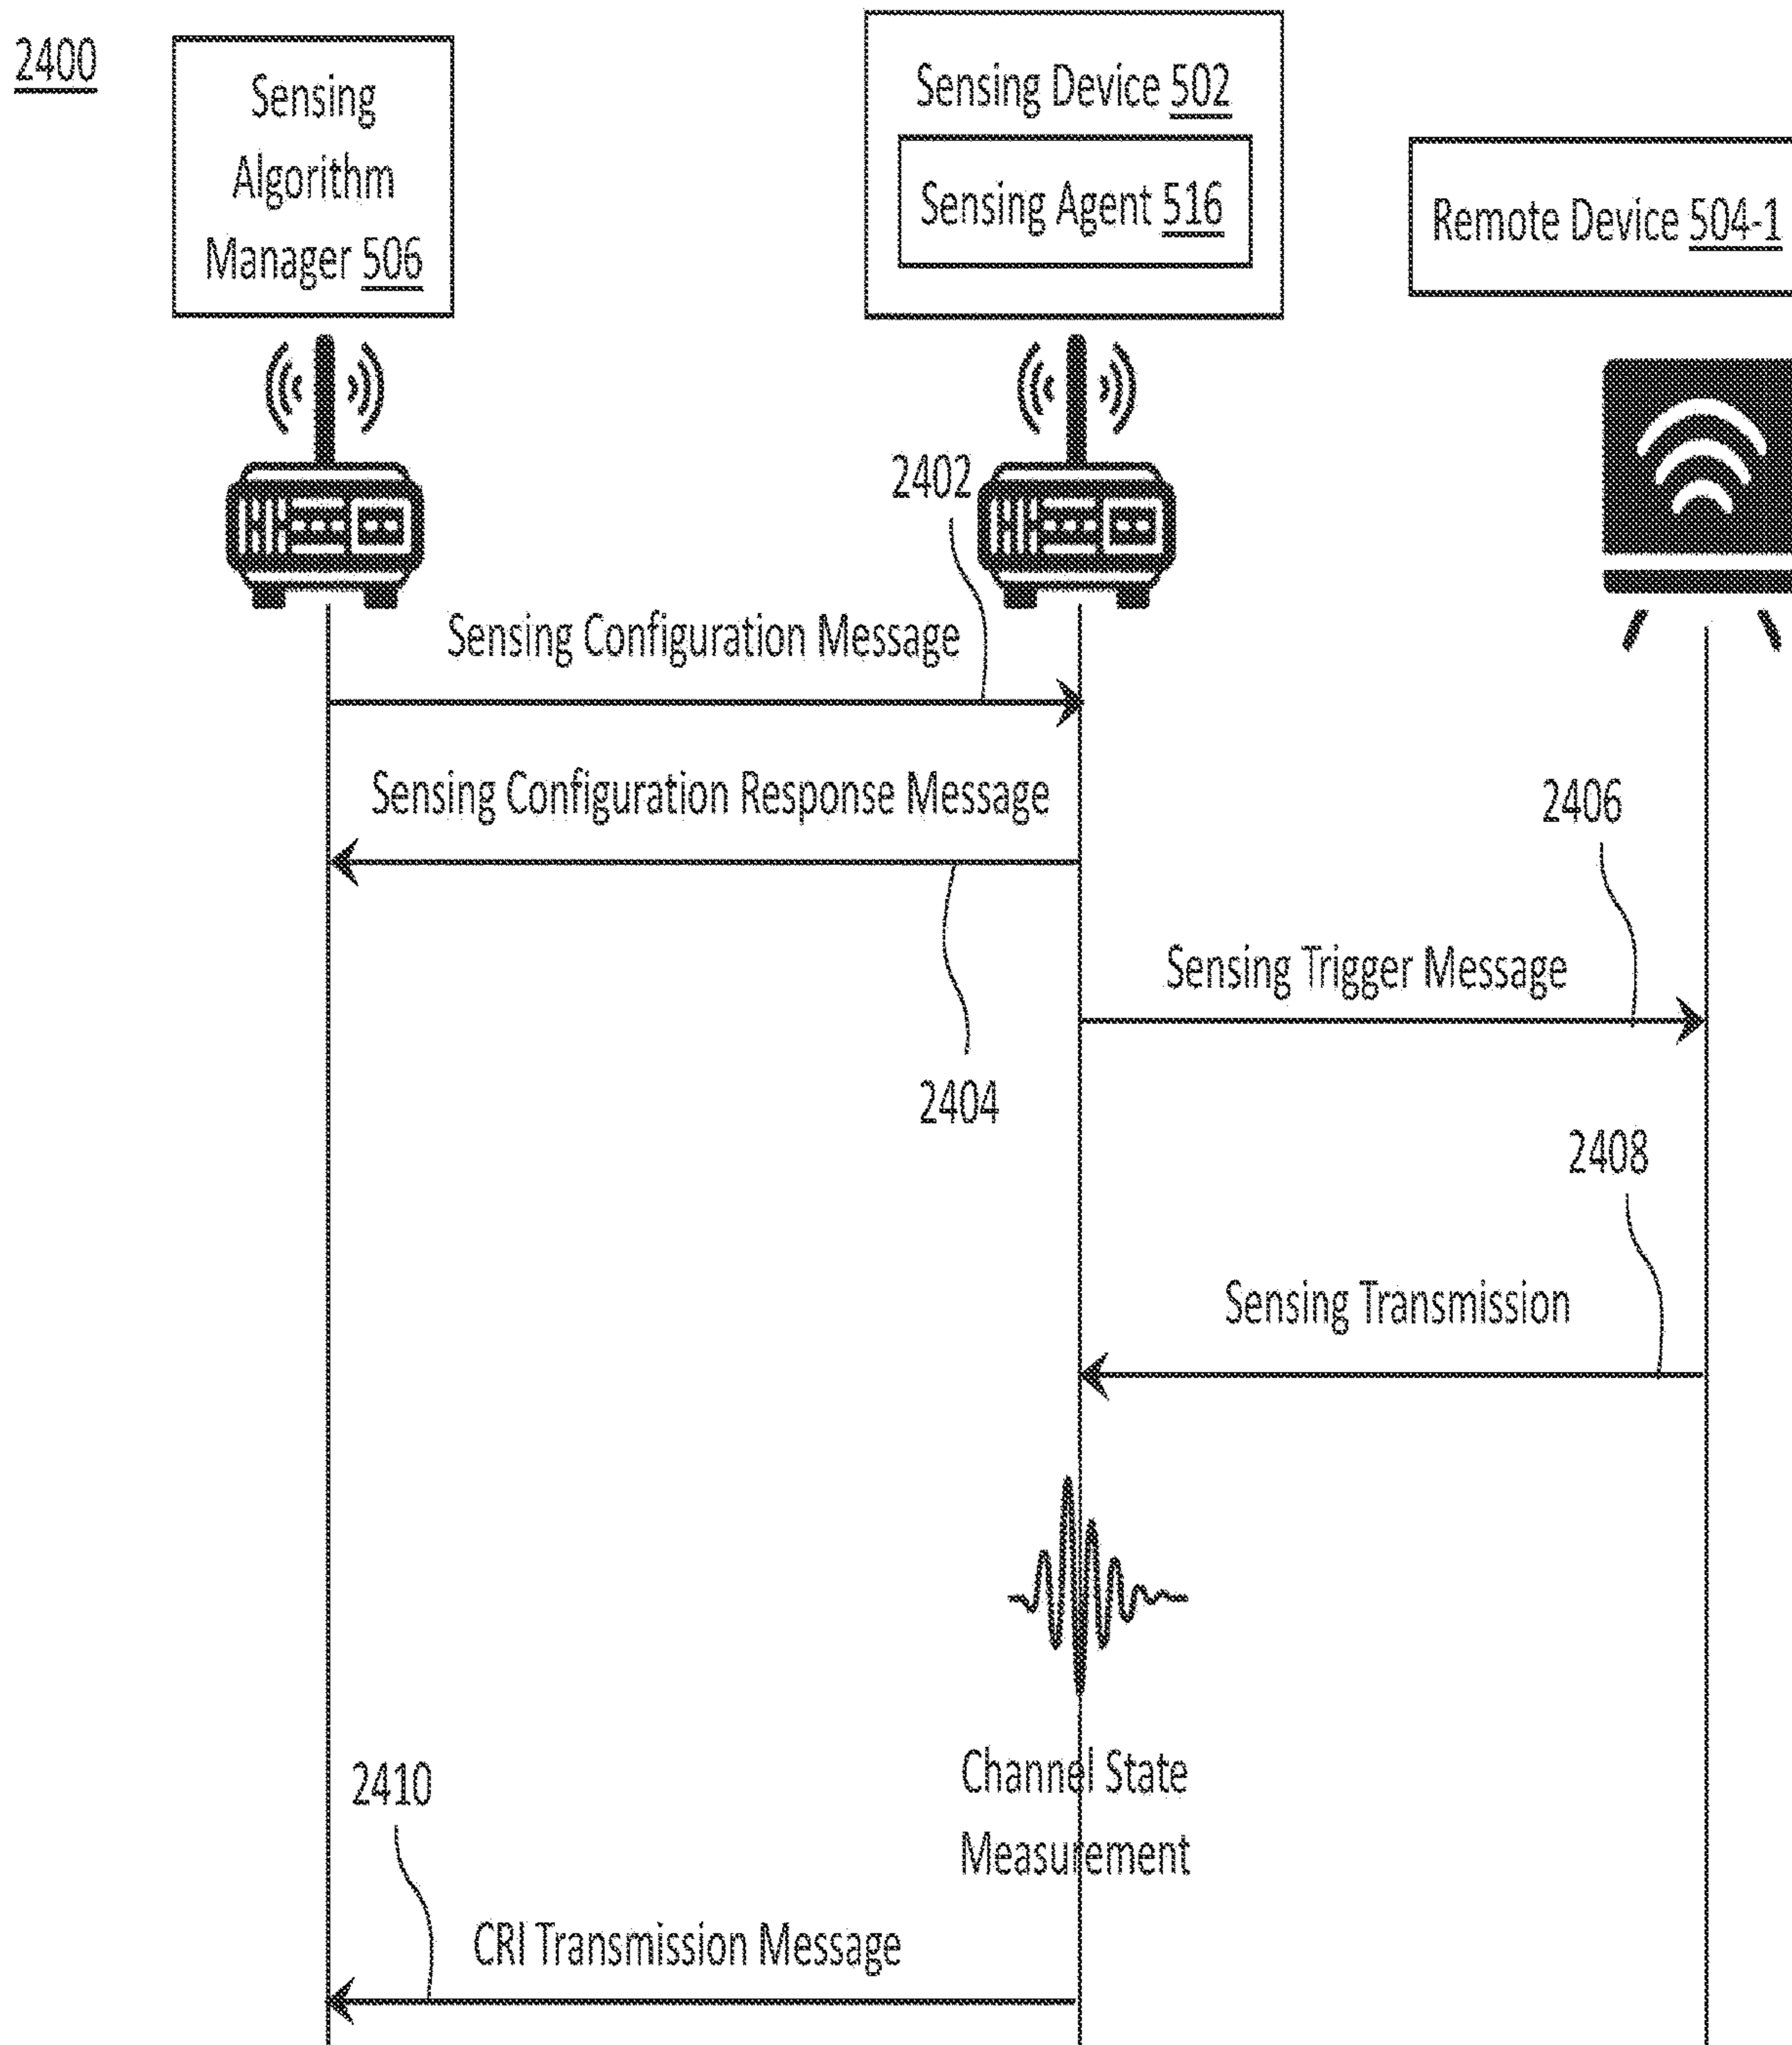 2400
Sensing
Algorithm
Manager 506
Sensing Device 502
Sensing Agent 516
Remote Device 504-1
2402
Sensing Configuration Message
Sensing Configuration Response Message
2406
Sensing Trigger Message
2404
2408
Sensing Transmission
Channel State
Measurement
2410
CRI Transmission Message